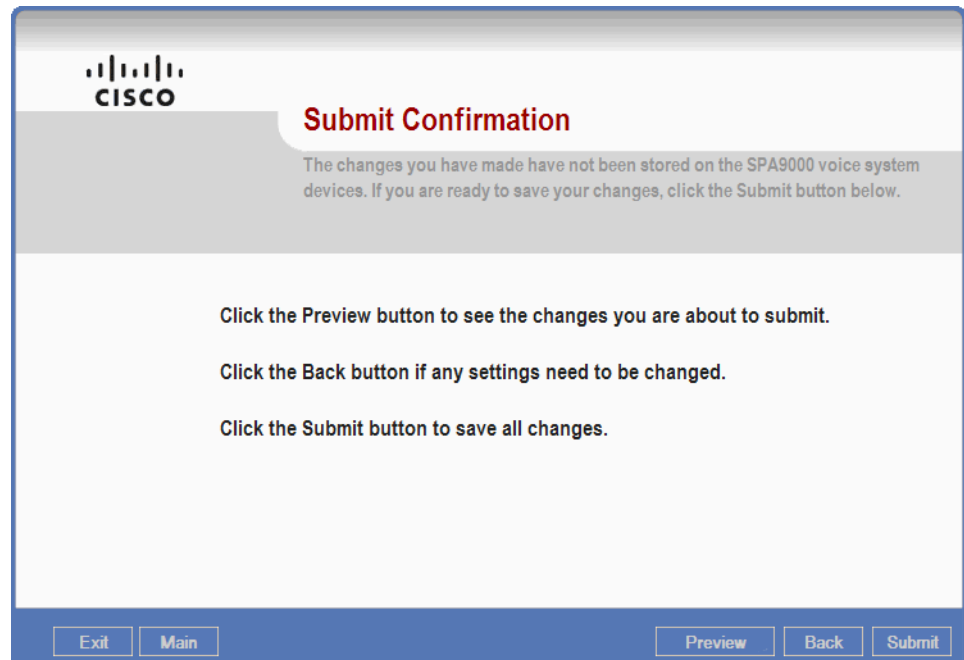 CISCO
Submit Confirmation
The changes you have made have not been stored on the SPA9000 voice system
devices. If you are ready to save your changes, click the Submit button below.
Click the Preview button to see the changes you are about to submit.
Click the Back button if any settings need to be changed.
Click the Submit button to save all changes.
Exit Main Preview Back Submit